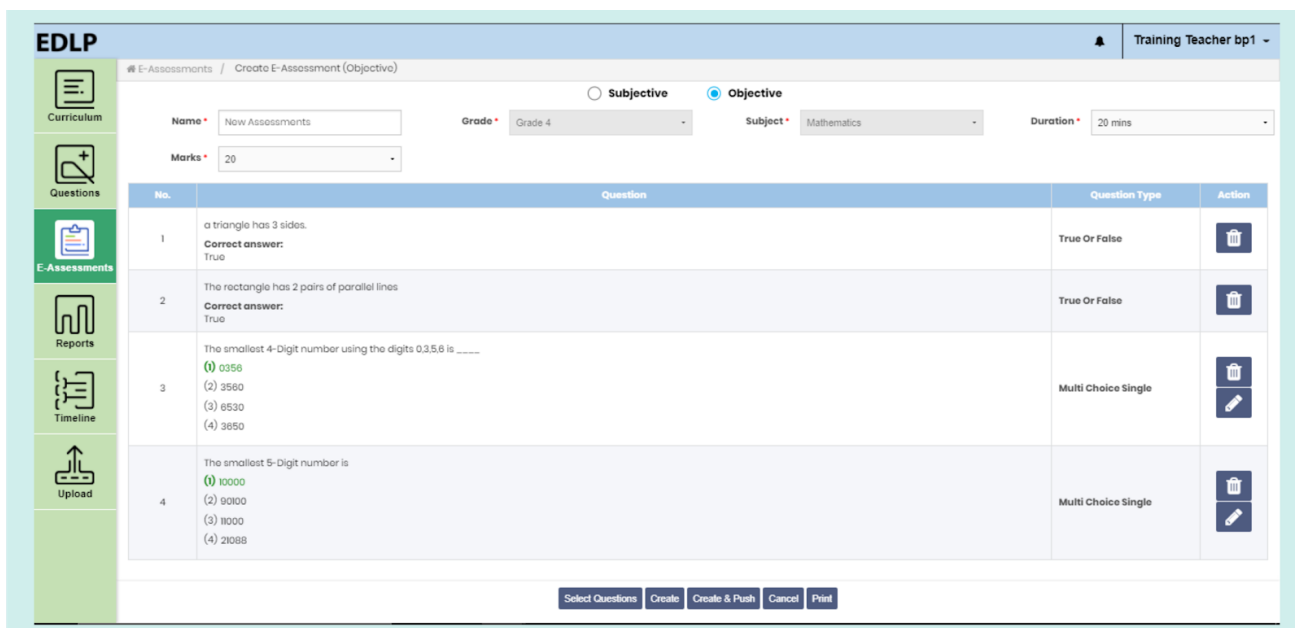 EDLP
Training Teacher bp1
E-Assessments / Create E-Assessment (Objective)
Subjective Objective
Name * New Assessments Grade * Grade 4 Subject * Mathematics Duration * 20 mins
Marks * 20
Curriculum
Questions
E-Assessments
Reports
Timeline
Upload
No. Question Question Type Action
1 a triangle has 3 sides. True Or False
Correct answer:
True
2 The rectangle has 2 pairs of parallel lines True Or False
Correct answer:
True
3 The smallest 4-Digit number using the digits 0,3,5,6 is ____ Multi Choice Single
(1) 0356
(2) 3560
(3) 6530
(4) 3650
4 The smallest 5-Digit number is Multi Choice Single
(1) 10000
(2) 90100
(3) 11000
(4) 21088
Select Questions Create Create & Push Cancel Print